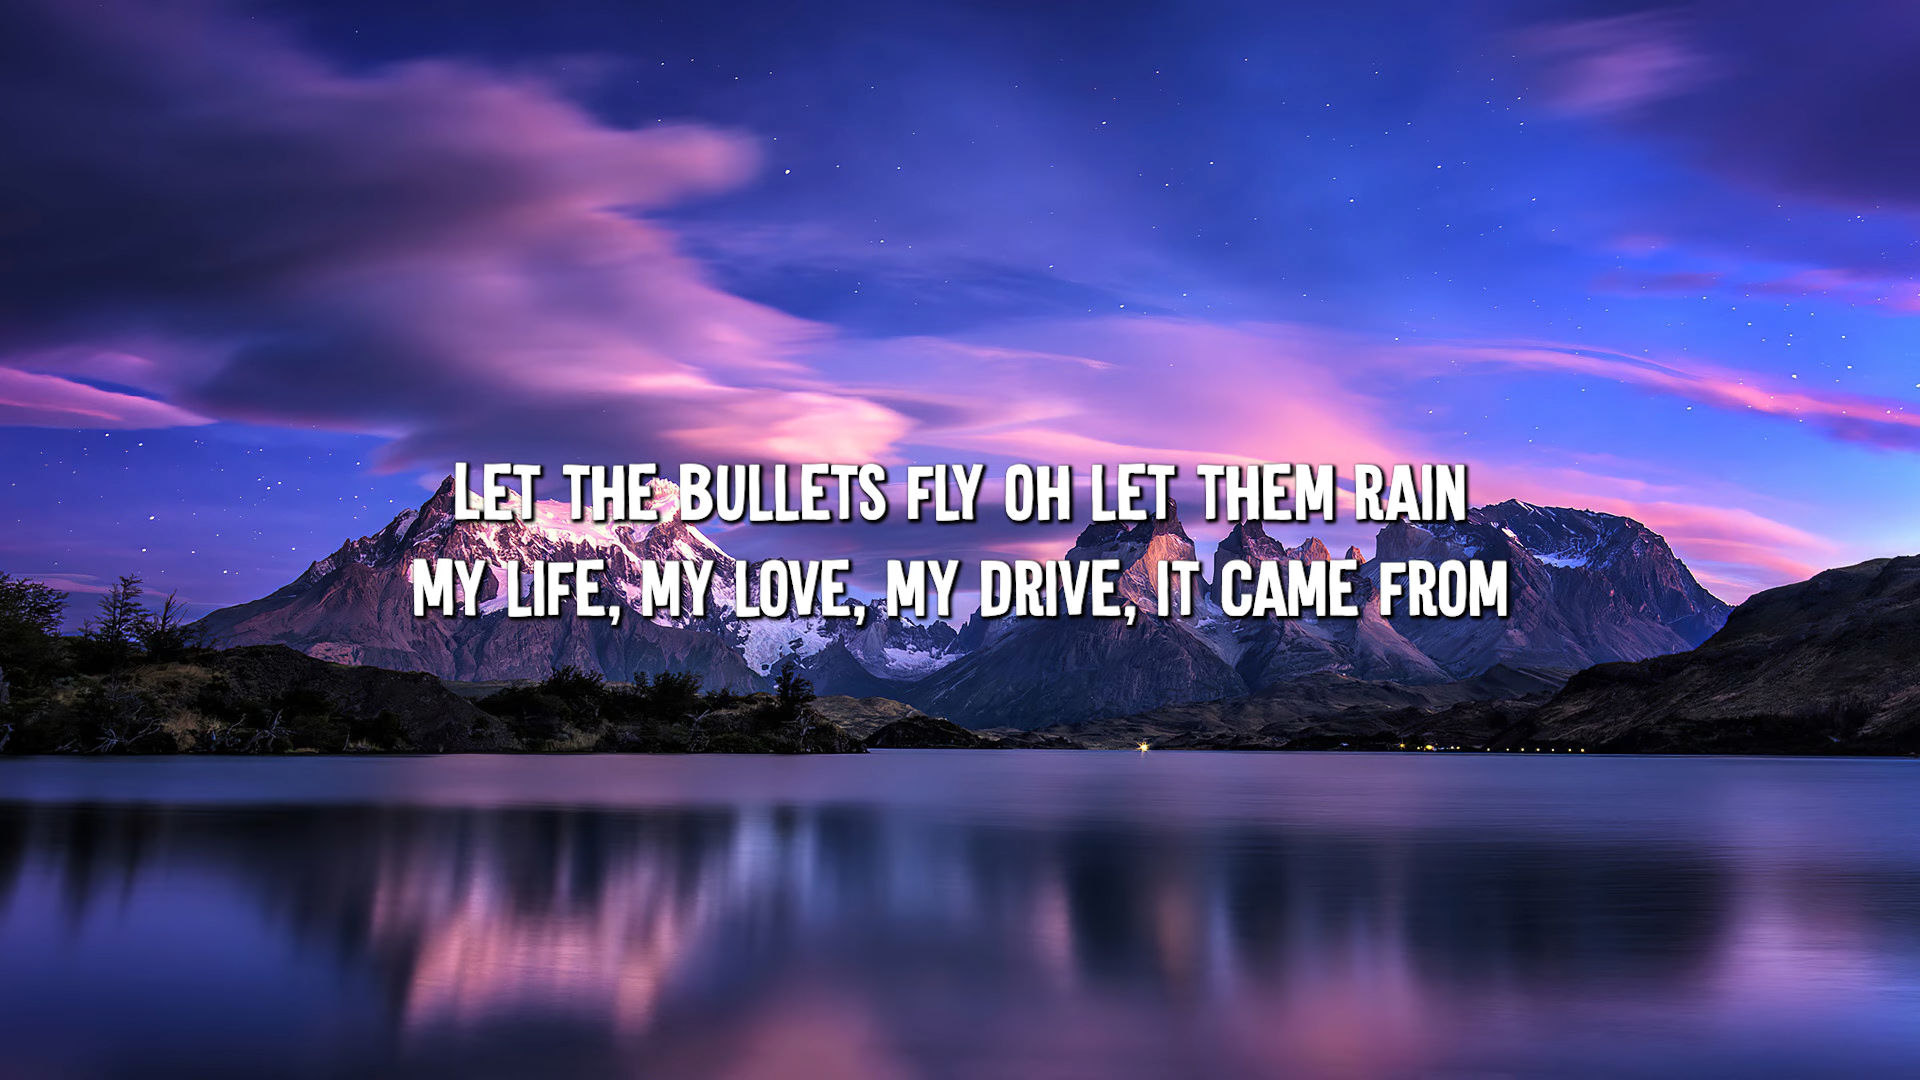 LET THE BULLETS FLY OH LET THEM RAIN
MY LIFE, MY LOVE, MY DRIVE, IT CAME FROM